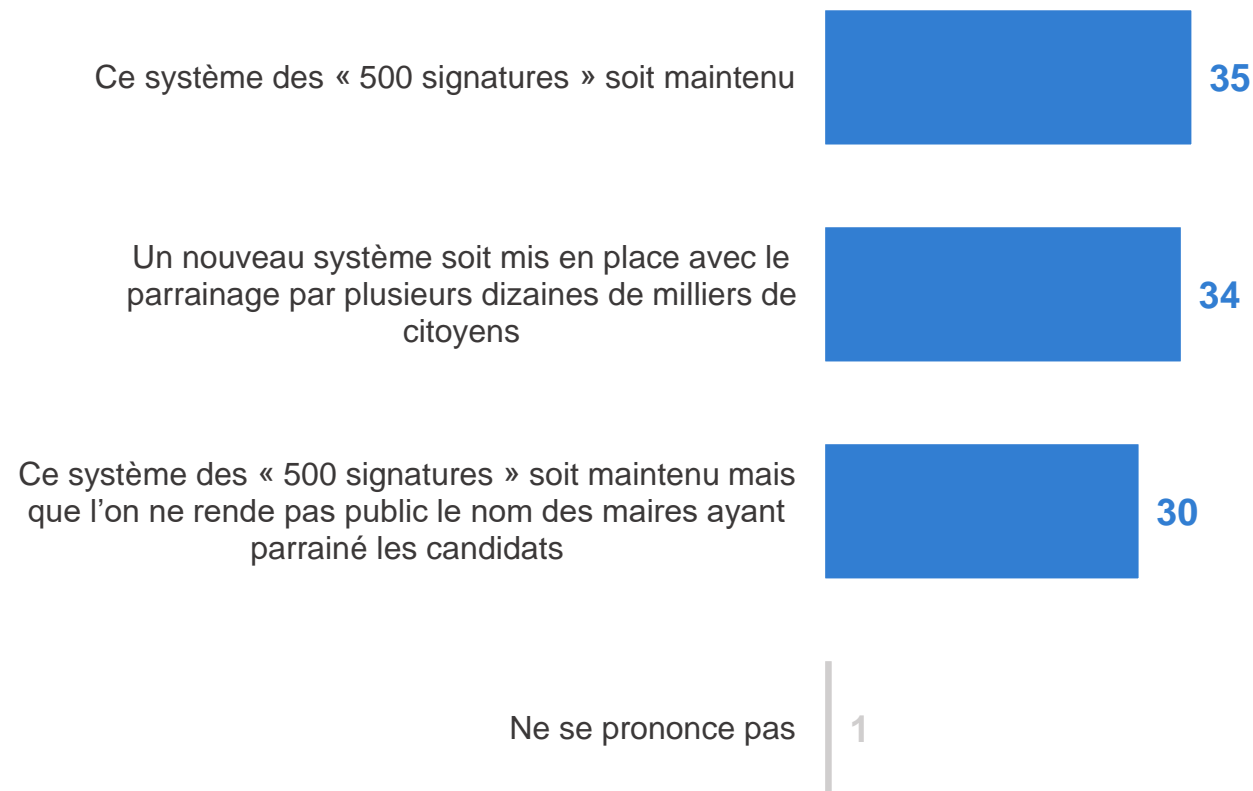 Ce système des « 500 signatures » soit maintenu
35
Un nouveau système soit mis en place avec le
parrainage par plusieurs dizaines de milliers de
citoyens
34
Ce système des « 500 signatures » soit maintenu mais
que l’on ne rende pas public le nom des maires ayant
parrainé les candidats
30
Ne se prononce pas
1